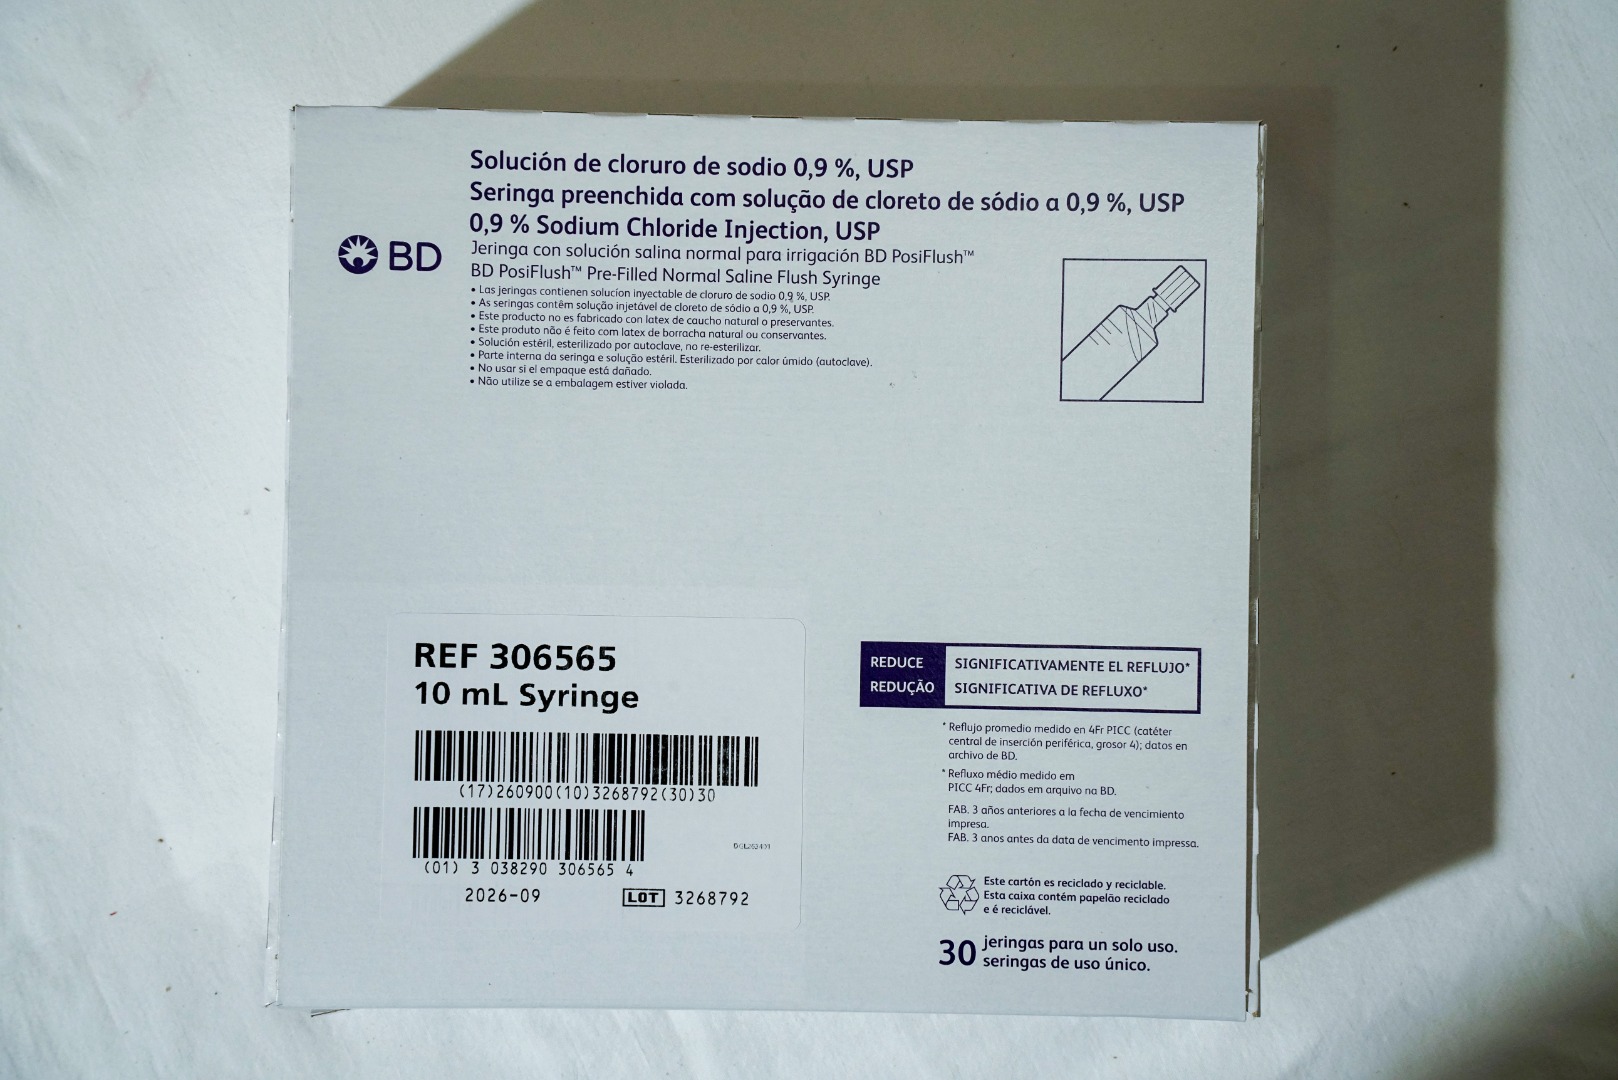 Solución de cloruro de sodio 0,9 %, USP
Seringa preenchida com solução de cloreto de sódio a 0,9 %, USP
0,9 % Sodium Chloride Injection, USP
BD
Jeringa con solución salina normal para irrigación BD PosiFlush™
BD PosiFlush™ Pre-Filled Normal Saline Flush Syringe
• Las jeringas contienen solucíon inyectable de cloruro de sodio 0,9 %, USP.
• As seringas contêm solução injetável de cloreto de sódio a 0,9 %, USP.
• Este producto no es fabricado con latex de caucho natural o preservantes.
• Este produto não é feito com latex de borracha natural ou conservantes.
• Solución estéril, esterilizado por autoclave, no re-esterilizar.
• Parte interna da seringa e solução estéril. Esterilizado por calor úmido (autoclave).
• No usar si el empaque está dañado.
• Não utilize se a embalagem estiver violada.
REF 306565
10 mL Syringe
(17)260900(10)3268792(30)30
(01) 3 038290 306565 4
2026-09 LOT 3268792
REDUCE SIGNIFICATIVAMENTE EL REFLUJO*
REDUÇÃO SIGNIFICATIVA DE REFLUXO*
* Reflujo promedio medido en 4Fr PICC (catéter
central de inserción periférica, grosor 4); datos en
archivo de BD.
* Refluxo médio medido em
PICC 4Fr; dados em arquivo na BD.
FAB. 3 años anteriores a la fecha de vencimiento
impresa.
FAB. 3 anos antes da data de vencimento impressa.
Este cartón es reciclado y reciclable.
Esta caixa contém papelão reciclado
e é reciclável.
30 jeringas para un solo uso.
seringas de uso único.